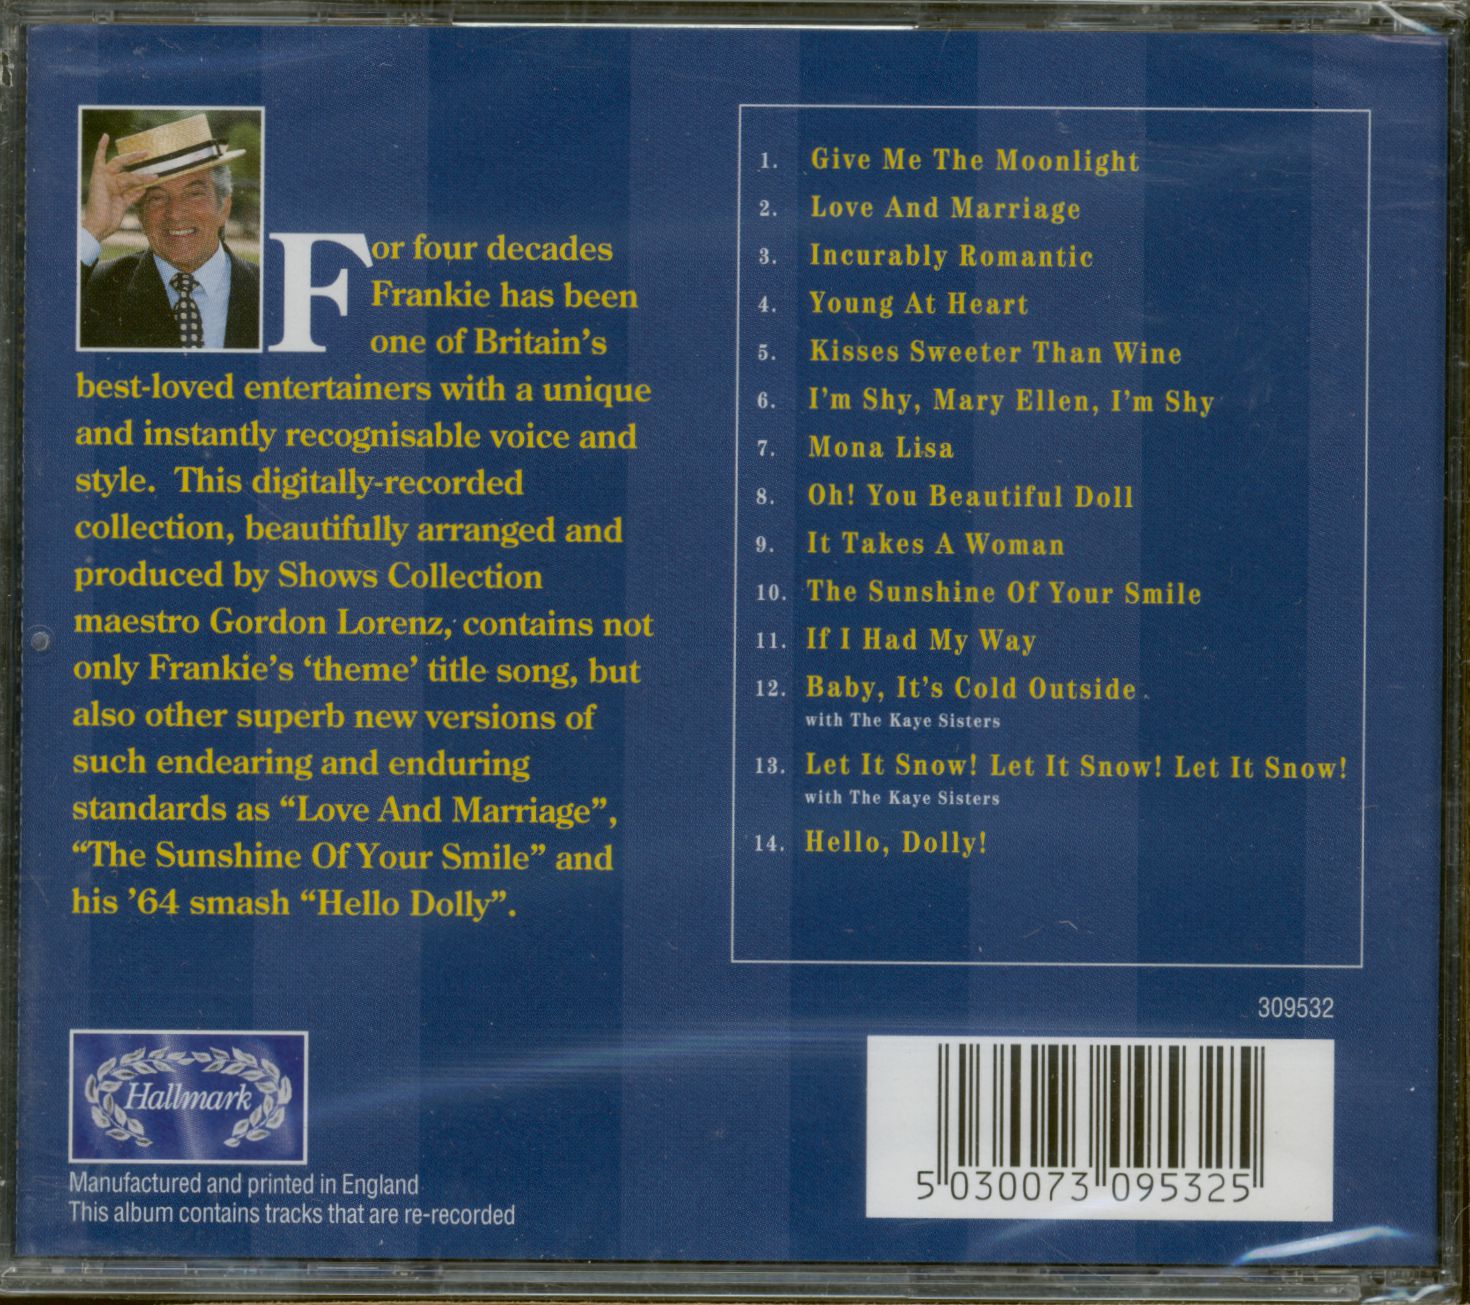 For four decades
Frankie has been
one of Britain's
best-loved entertainers with a unique
and instantly recognisable voice and
style.  This digitally-recorded
collection, beautifully arranged and
produced by Shows Collection
maestro Gordon Lorenz, contains not
only Frankie's ‘theme’ title song, but
also other superb new versions of
such endearing and enduring
standards as “Love And Marriage”,
“The Sunshine Of Your Smile” and
his ’64 smash “Hello Dolly”.
1. Give Me The Moonlight
2. Love And Marriage
3. Incurably Romantic
4. Young At Heart
5. Kisses Sweeter Than Wine
6. I'm Shy, Mary Ellen, I'm Shy
7. Mona Lisa
8. Oh! You Beautiful Doll
9. It Takes A Woman
10. The Sunshine Of Your Smile
11. If I Had My Way
12. Baby, It's Cold Outside
with The Kaye Sisters
13. Let It Snow! Let It Snow! Let It Snow!
with The Kaye Sisters
14. Hello, Dolly!
309532
5 030073 095325
Hallmark
Manufactured and printed in England
This album contains tracks that are re-recorded